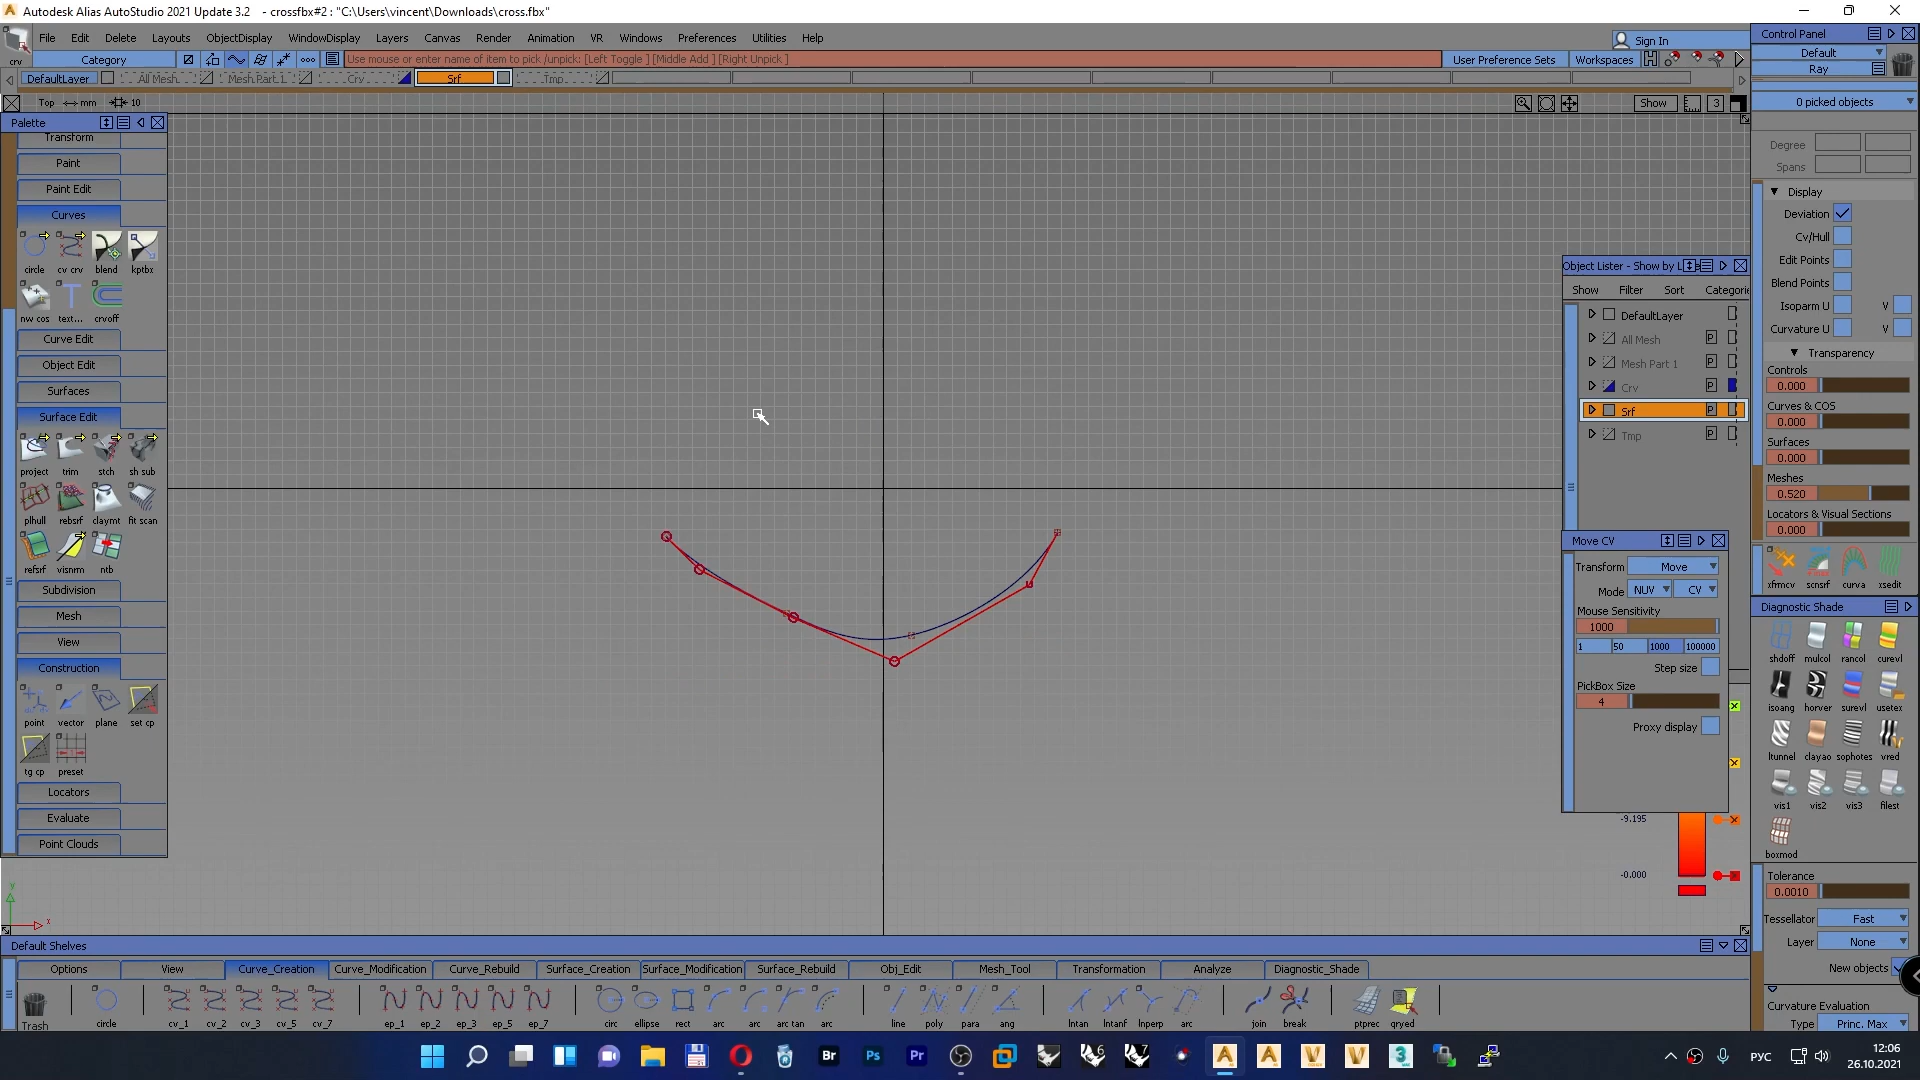 Autodesk Alias AutoStudio 2021 Update 3.2 - crossfbx#2 : "C:\Users\vincent\Downloads\cross.fbx"
File Edit Delete Layouts ObjectDisplay WindowDisplay Layers Canvas Render Animation VR Windows Preferences Utilities Help
Sign In
crv
Category
Use mouse or enter name of item to pick /unpick: [Left Toggle ] [Middle Add ] [Right Unpick ]
User Preference Sets
Workspaces
DefaultLayer
All Mesh
Mesh Part 1
Crv
Srf
Tmp
Top mm 10
Show
3
Palette
Transform
Paint
Paint Edit
Curves
circle cv crv blend kptbx
nw cos text... crvoff
Curve Edit
Object Edit
Surfaces
Surface Edit
project trim stch sh sub
plhull rebsrf claymt fit scan
refsrf visnrm ntb
Subdivision
Mesh
View
Construction
point vector plane set cp
tg cp preset
Locators
Evaluate
Point Clouds
Control Panel
Default
Ray
0 picked objects
Degree
Spans
Display
Deviation
Cv/Hull
Edit Points
Blend Points
Isoparm U V
Curvature U V
Transparency
Controls
0.000
Curves & COS
0.000
Surfaces
0.000
Meshes
0.520
Locators & Visual Sections
0.000
xfrmcv scnsrf curva xsedit
Diagnostic Shade
shdoff mulcol rancol curevl
isoang horver surevl usetex
ltunnel clayao sophotes vred
vis1 vis2 vis3 filest
boxmod
Tolerance
0.0010
Tessellator Fast
Layer None
New objects
Curvature Evaluation
Type Princ. Max
Object Lister - Show by L
Show Filter Sort Categorie
DefaultLayer
All Mesh P
Mesh Part 1 P
Crv P
Srf P
Tmp P
Move CV
Transform Move
Mode NUV CV
Mouse Sensitivity
1000
1 50 1000 100000
Step size
PickBox Size
4
Proxy display
-9.195
-0.000
y
x
Default Shelves
Options View Curve_Creation Curve_Modification Curve_Rebuild Surface_Creation Surface_Modification Surface_Rebuild Obj_Edit Mesh_Tool Transformation Analyze Diagnostic_Shade
Trash circle cv_1 cv_2 cv_3 cv_5 cv_7 ep_1 ep_2 ep_3 ep_5 ep_7 circ ellipse rect arc arc arc tan arc line poly para ang lntan lntanf lnperp arc join break ptprec qryed
Br Ps Pr 6 7 3
РУС
12:06
26.10.2021